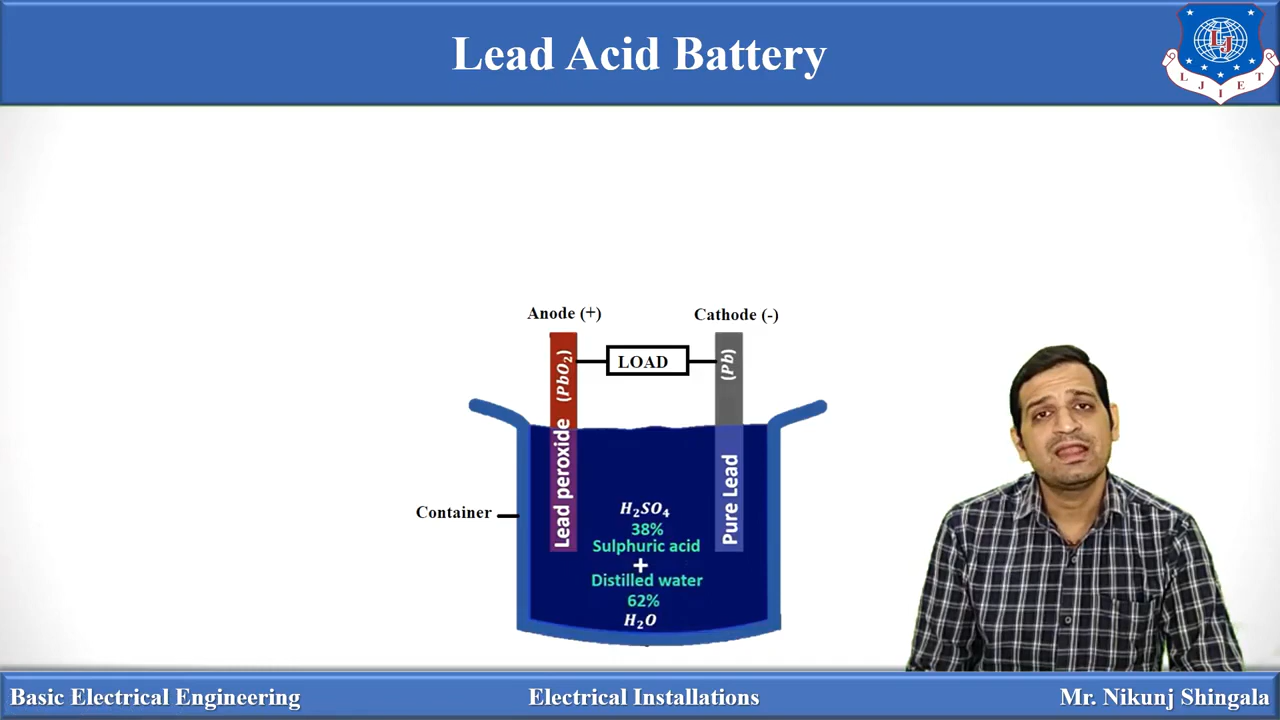 Lead Acid Battery
LJ
L J I E T
Anode (+)
Cathode (-)
LOAD
(PbO₂)
(Pb)
Lead peroxide
Pure Lead
Container
H₂SO₄
38%
Sulphuric acid
+
Distilled water
62%
H₂O
Basic Electrical Engineering
Electrical Installations
Mr. Nikunj Shingala